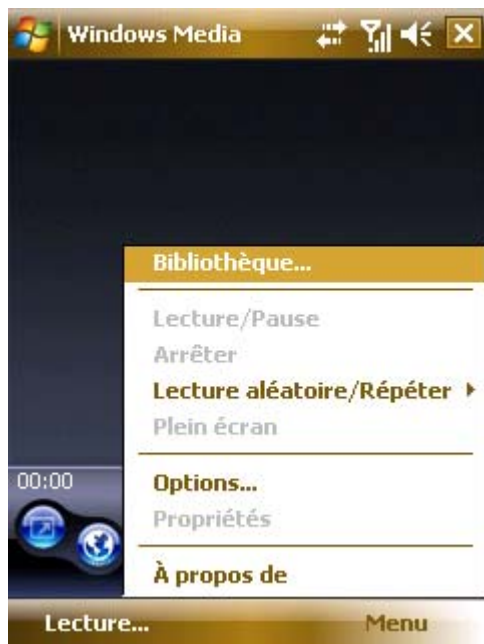 Windows Media
Bibliothèque...
Lecture/Pause
Arrêter
Lecture aléatoire/Répéter
Plein écran
00:00
Options...
Propriétés
À propos de
Lecture...
Menu